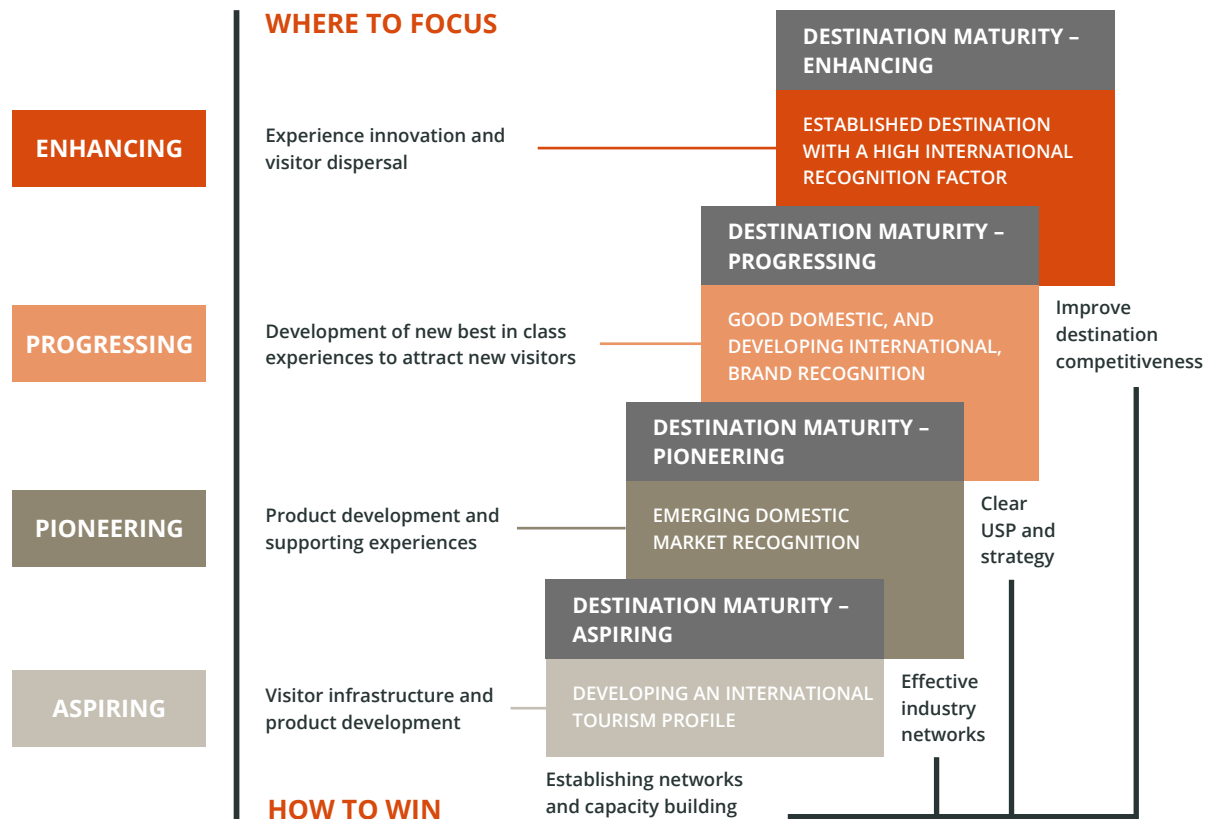 WHERE TO FOCUS
DESTINATION MATURITY –
ENHANCING
ENHANCING
Experience innovation and
visitor dispersal
ESTABLISHED DESTINATION
WITH A HIGH INTERNATIONAL
RECOGNITION FACTOR
DESTINATION MATURITY –
PROGRESSING
PROGRESSING
Development of new best in class
experiences to attract new visitors
GOOD DOMESTIC, AND
DEVELOPING INTERNATIONAL,
BRAND RECOGNITION
Improve
destination
competitiveness
DESTINATION MATURITY –
PIONEERING
PIONEERING
Product development and
supporting experiences
EMERGING DOMESTIC
MARKET RECOGNITION
Clear
USP and
strategy
DESTINATION MATURITY –
ASPIRING
ASPIRING
Visitor infrastructure and
product development
DEVELOPING AN INTERNATIONAL
TOURISM PROFILE
Effective
industry
networks
HOW TO WIN
Establishing networks
and capacity building